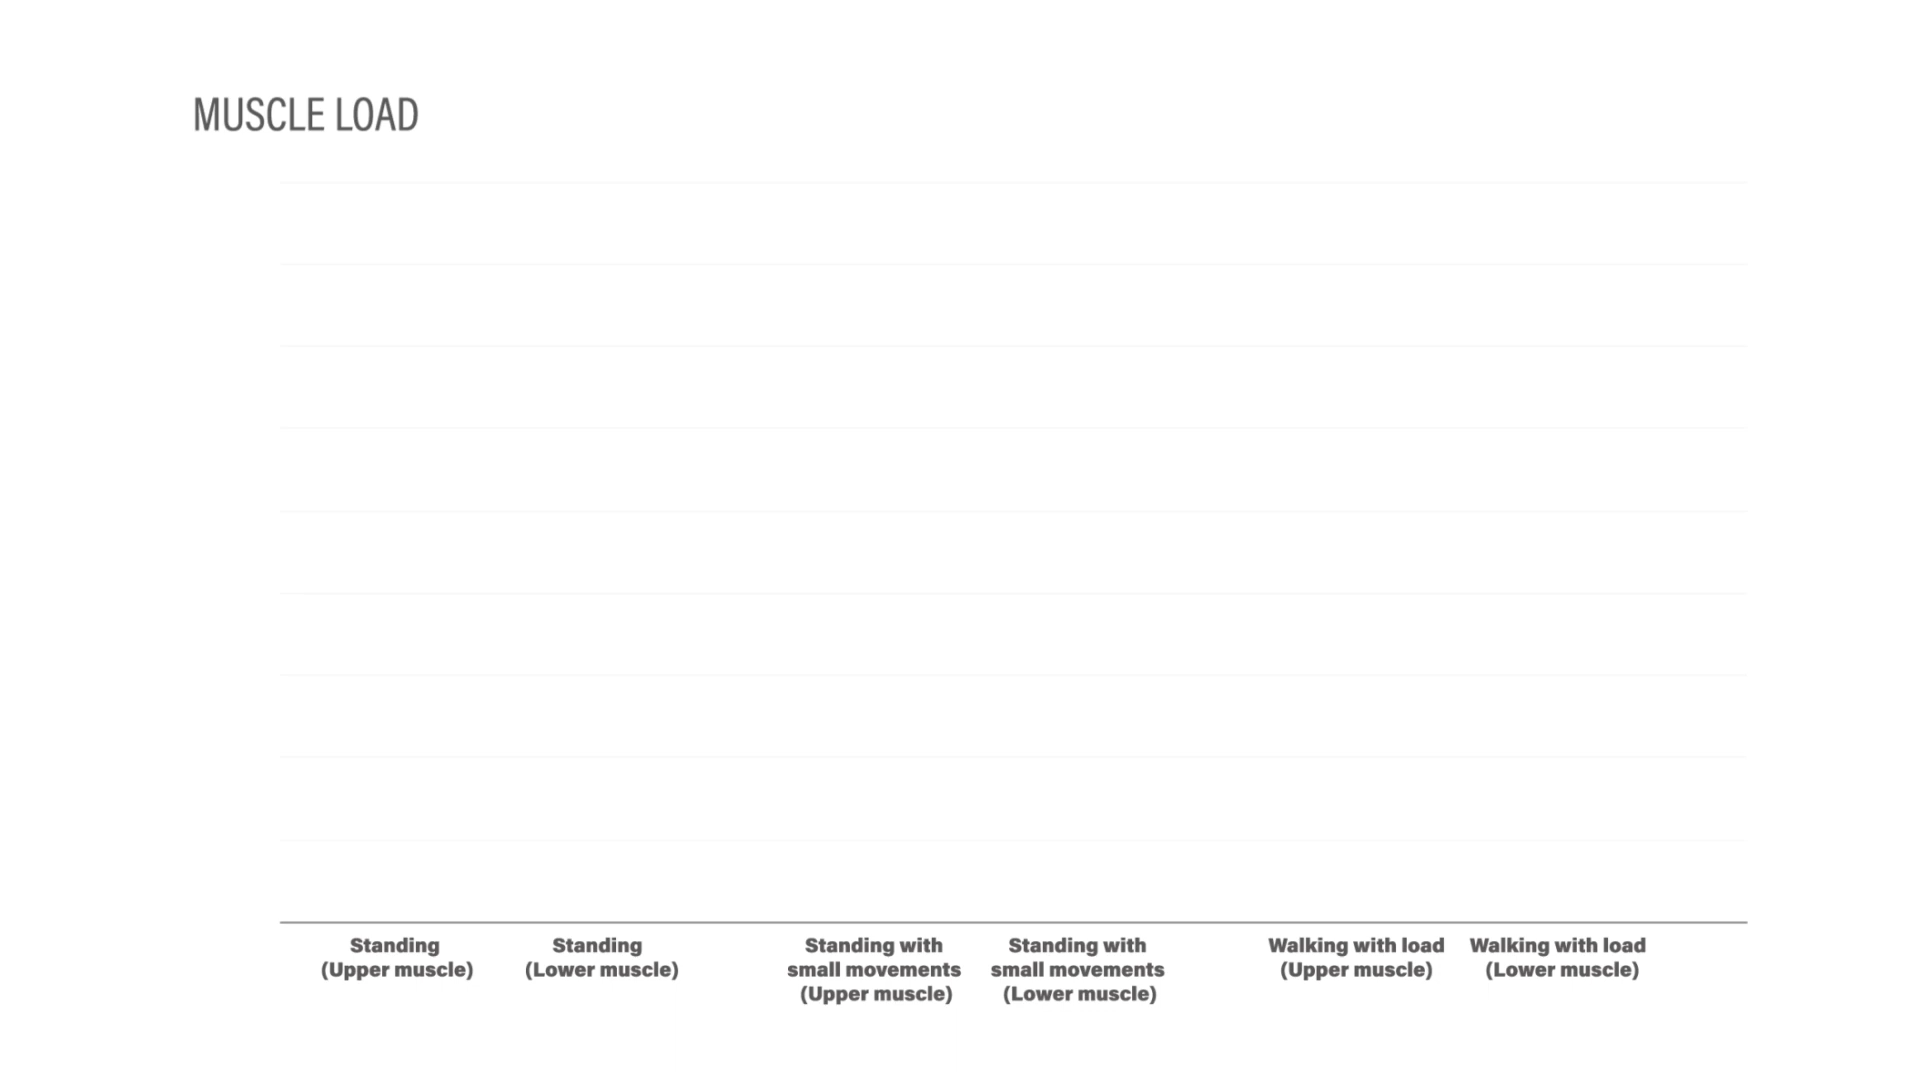 MUSCLE LOAD
Standing
(Upper muscle)
Standing
(Lower muscle)
Standing with
small movements
(Upper muscle)
Standing with
small movements
(Lower muscle)
Walking with load
(Upper muscle)
Walking with load
(Lower muscle)